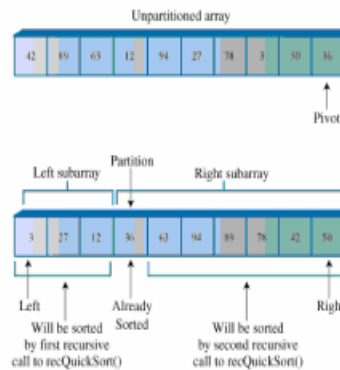 Unpartitioned array
42 89 63 12 94 27 78 3 50 36
Pivot
Partition
Left subarray Right subarray
3 27 12 36 63 94 89 78 42 50
Left Already Sorted Right
Will be sorted by first recursive call to recQuickSort()
Will be sorted by second recursive call to recQuickSort()